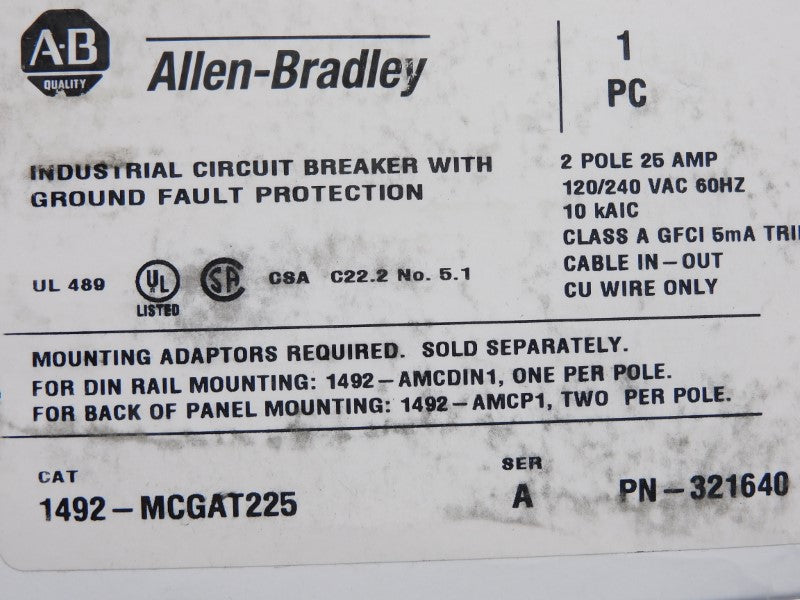 A·B
QUALITY
Allen-Bradley
1
PC
INDUSTRIAL CIRCUIT BREAKER WITH
GROUND FAULT PROTECTION
2 POLE 25 AMP
120/240 VAC 60HZ
10 kAIC
CLASS A GFCI 5mA TRI
CABLE IN–OUT
CU WIRE ONLY
UL 489
UL
LISTED
SA
CSA C22.2 No. 5.1
MOUNTING ADAPTORS REQUIRED. SOLD SEPARATELY.
FOR DIN RAIL MOUNTING: 1492–AMCDIN1, ONE PER POLE.
FOR BACK OF PANEL MOUNTING: 1492–AMCP1, TWO PER POLE.
CAT
1492–MCGAT225
SER
A
PN–321640